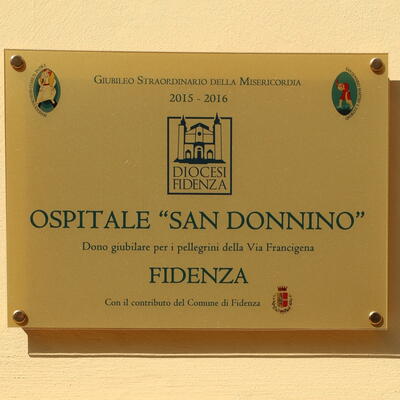 Giubileo Straordinario della Misericordia
2015 - 2016
DIOCESI
FIDENZA
OSPITALE “SAN DONNINO”
Dono giubilare per i pellegrini della Via Francigena
FIDENZA
Con il contributo del Comune di Fidenza